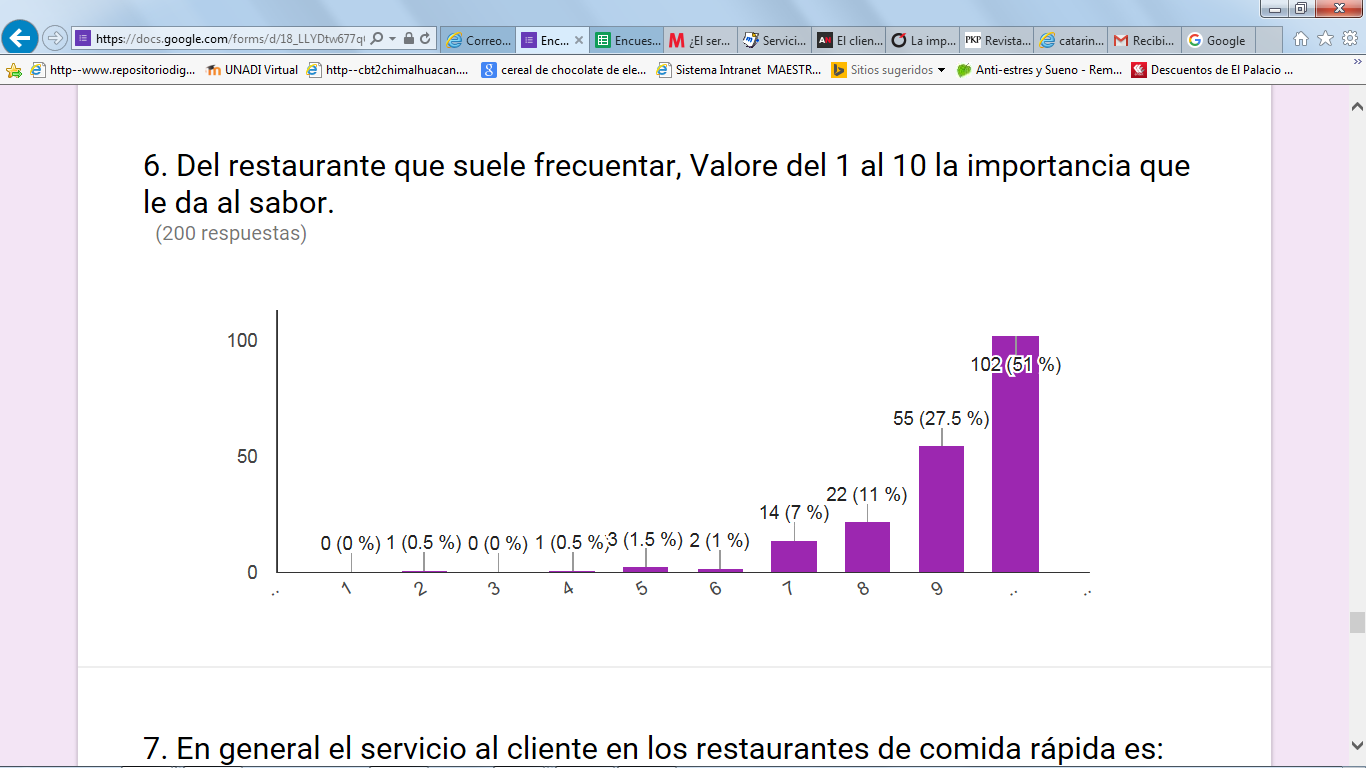 https://docs.google.com/forms/d/18_LLYDtw677q
Correo...
Enc...
Encues...
¿El ser...
Servici...
El clien...
La imp...
PKP Revista...
catarin...
Recibi...
Google
http--www.repositoriodig...
UNADI Virtual
http--cbt2chimalhuacan....
cereal de chocolate de ele...
Sistema Intranet MAESTR...
Sitios sugeridos
Anti-estres y Sueno - Rem...
Descuentos de El Palacio ...
6. Del restaurante que suele frecuentar, Valore del 1 al 10 la importancia que
le da al sabor.
(200 respuestas)
100
50
0
0 (0 %) 1 (0.5 %) 0 (0 %) 1 (0.5 %) 3 (1.5 %) 2 (1 %)
14 (7 %)
22 (11 %)
55 (27.5 %)
102 (51 %)
.. 1 2 3 4 5 6 7 8 9 .. ..
7. En general el servicio al cliente en los restaurantes de comida rápida es: